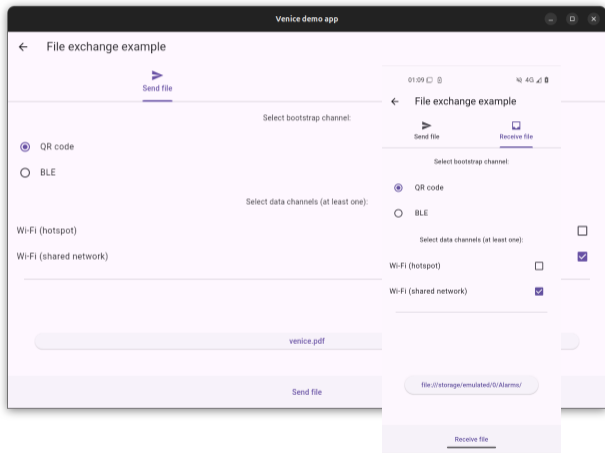 Venice demo app
File exchange example
Send file
Select bootstrap channel:
QR code
BLE
Select data channels (at least one):
Wi-Fi (hotspot)
Wi-Fi (shared network)
venice.pdf
Send file
01:09
4G
File exchange example
Send file
Receive file
Select bootstrap channel:
QR code
BLE
Select data channels (at least one):
Wi-Fi (hotspot)
Wi-Fi (shared network)
file:///storage/emulated/0/Alarms/
Receive file